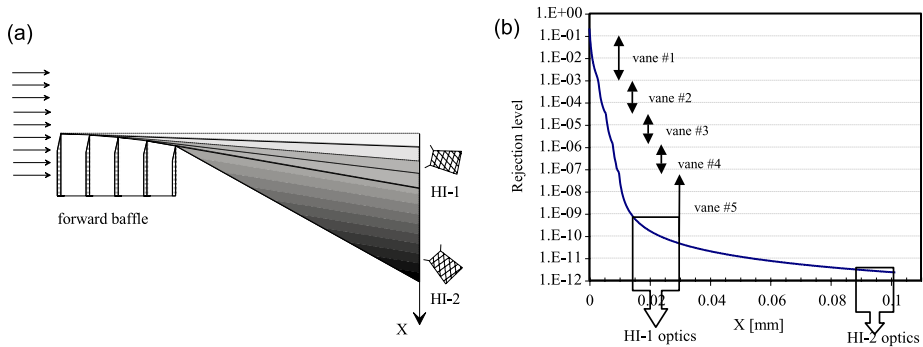 (a)
forward baffle
HI-1
HI-2
X
(b)
Rejection level
1.E+00
1.E-01
1.E-02
1.E-03
1.E-04
1.E-05
1.E-06
1.E-07
1.E-08
1.E-09
1.E-10
1.E-11
1.E-12
vane #1
vane #2
vane #3
vane #4
vane #5
0
0.02
0.04
0.06
0.08
0.1
X [mm]
HI-1 optics
HI-2 optics